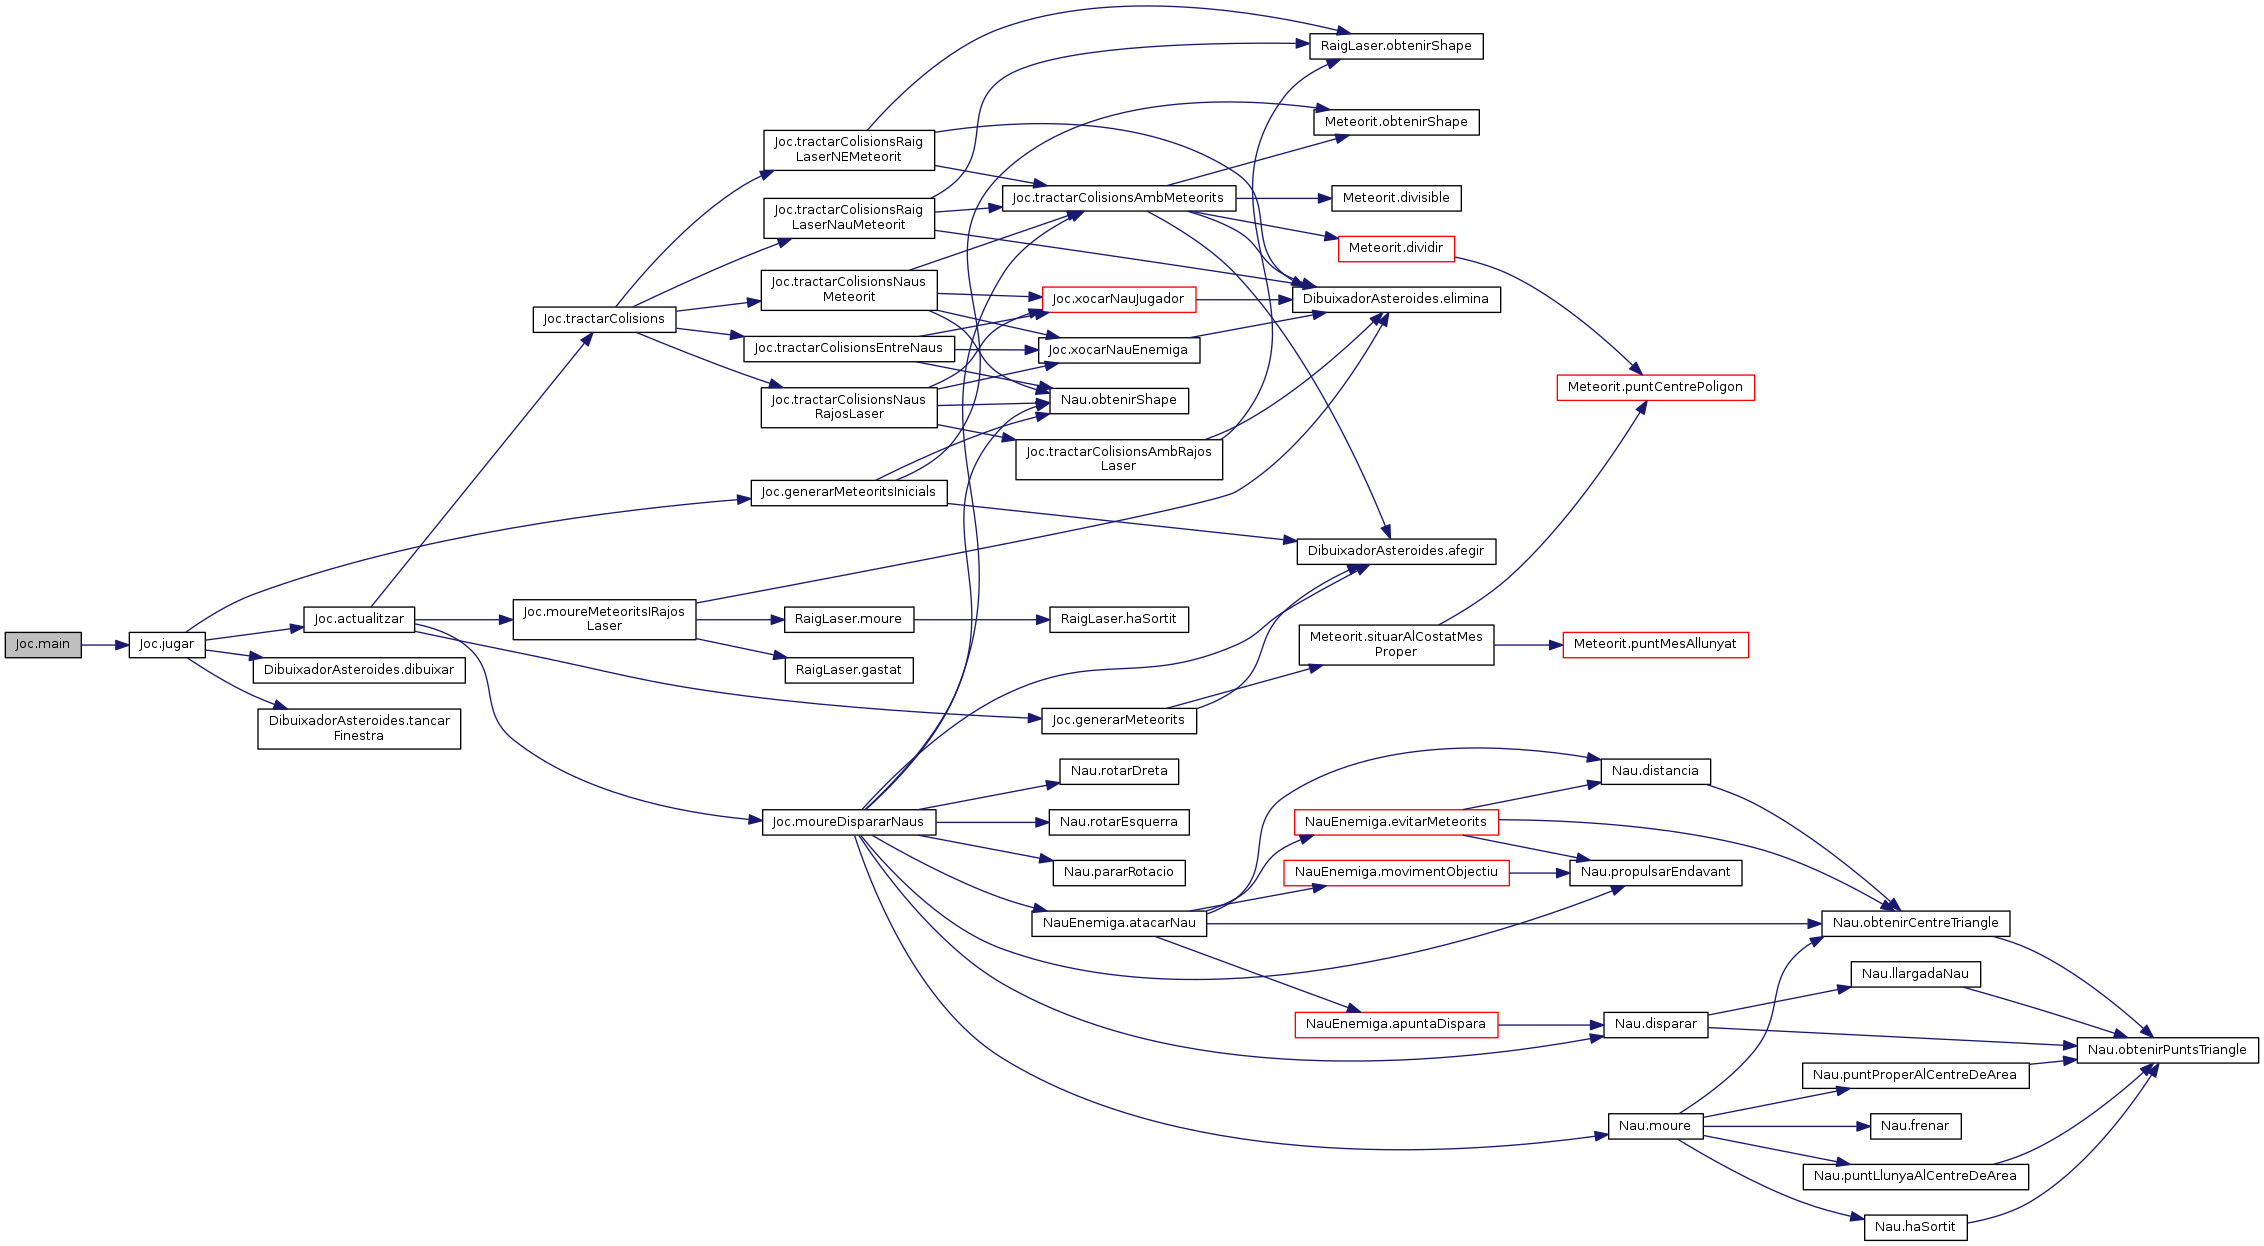 RaigLaser.obtenirShape
Meteorit.obtenirShape
Joc.tractarColisionsRaig
LaserNEMeteorit
Joc.tractarColisionsAmbMeteorits
Meteorit.divisible
Joc.tractarColisionsRaig
LaserNauMeteorit
Meteorit.dividir
Joc.tractarColisionsNaus
Meteorit
Joc.xocarNauJugador
DibuixadorAsteroides.elimina
Joc.tractarColisions
Joc.tractarColisionsEntreNaus
Joc.xocarNauEnemiga
Meteorit.puntCentrePoligon
Joc.tractarColisionsNaus
RajosLaser
Nau.obtenirShape
Joc.tractarColisionsAmbRajos
Laser
Joc.generarMeteoritsInicials
DibuixadorAsteroides.afegir
Joc.main
Joc.jugar
Joc.actualitzar
Joc.moureMeteoritsIRajos
Laser
RaigLaser.moure
RaigLaser.haSortit
Meteorit.situarAlCostatMes
Proper
Meteorit.puntMesAllunyat
DibuixadorAsteroides.dibuixar
RaigLaser.gastat
DibuixadorAsteroides.tancar
Finestra
Joc.generarMeteorits
Nau.rotarDreta
Nau.distancia
Joc.moureDispararNaus
Nau.rotarEsquerra
NauEnemiga.evitarMeteorits
Nau.pararRotacio
NauEnemiga.movimentObjectiu
Nau.propulsarEndavant
NauEnemiga.atacarNau
Nau.obtenirCentreTriangle
Nau.llargadaNau
NauEnemiga.apuntaDispara
Nau.disparar
Nau.obtenirPuntsTriangle
Nau.puntProperAlCentreDeArea
Nau.moure
Nau.frenar
Nau.puntLlunyaAlCentreDeArea
Nau.haSortit